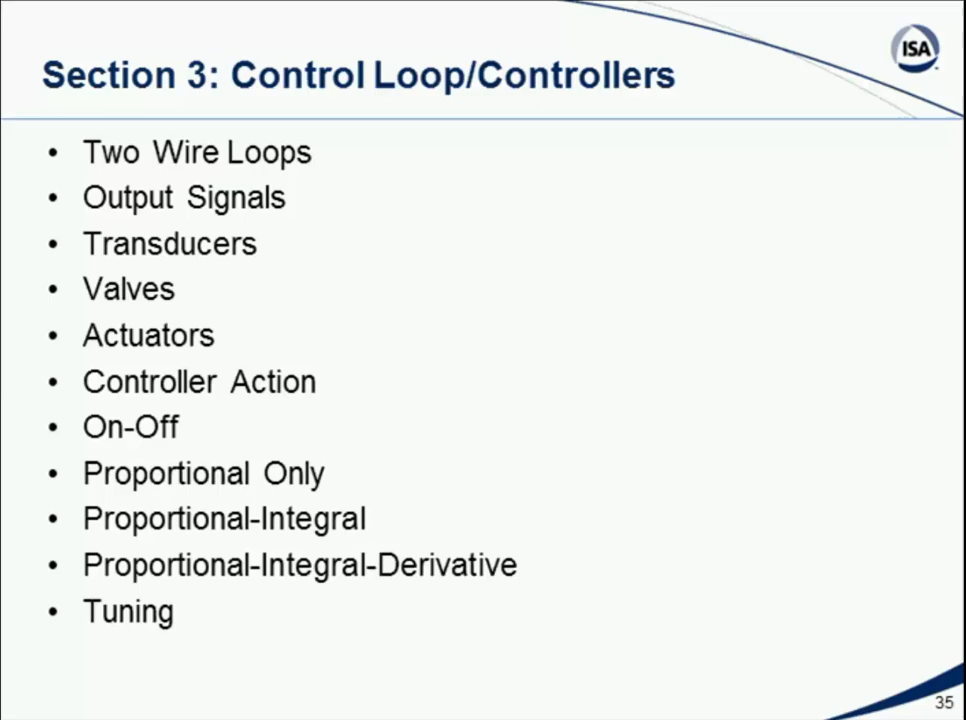 Section 3: Control Loop/Controllers
ISA
• Two Wire Loops
• Output Signals
• Transducers
• Valves
• Actuators
• Controller Action
• On-Off
• Proportional Only
• Proportional-Integral
• Proportional-Integral-Derivative
• Tuning
35